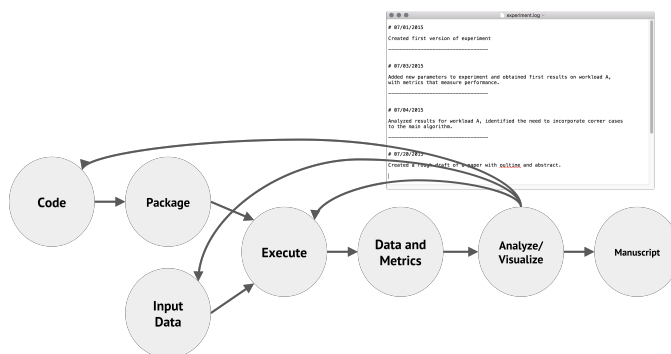 experiment.log
# 07/01/2015
Created first version of experiment
# 07/03/2015
Added new parameters to experiment and obtained first results on workload A,
with metrics that measure performance.
# 07/04/2015
Analyzed results for workload A, identified the need to incorporate corner cases
to the main algorithm.
# 07/20/2015
Created a rough draft of a paper with oultine and abstract.
Code
Package
Input
Data
Execute
Data and
Metrics
Analyze/
Visualize
Manuscript